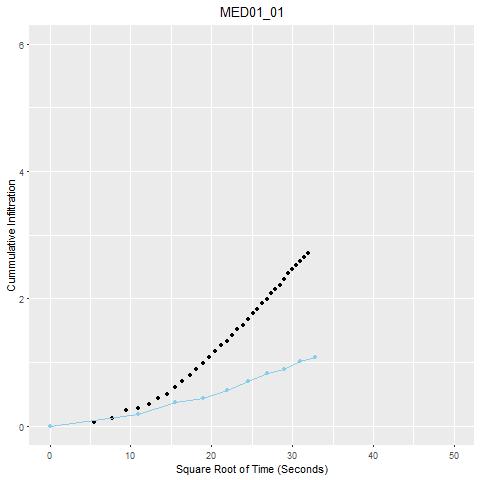 MED01_01
6
4
2
0
Cummulative Infiltration
0 10 20 30 40 50
Square Root of Time (Seconds)